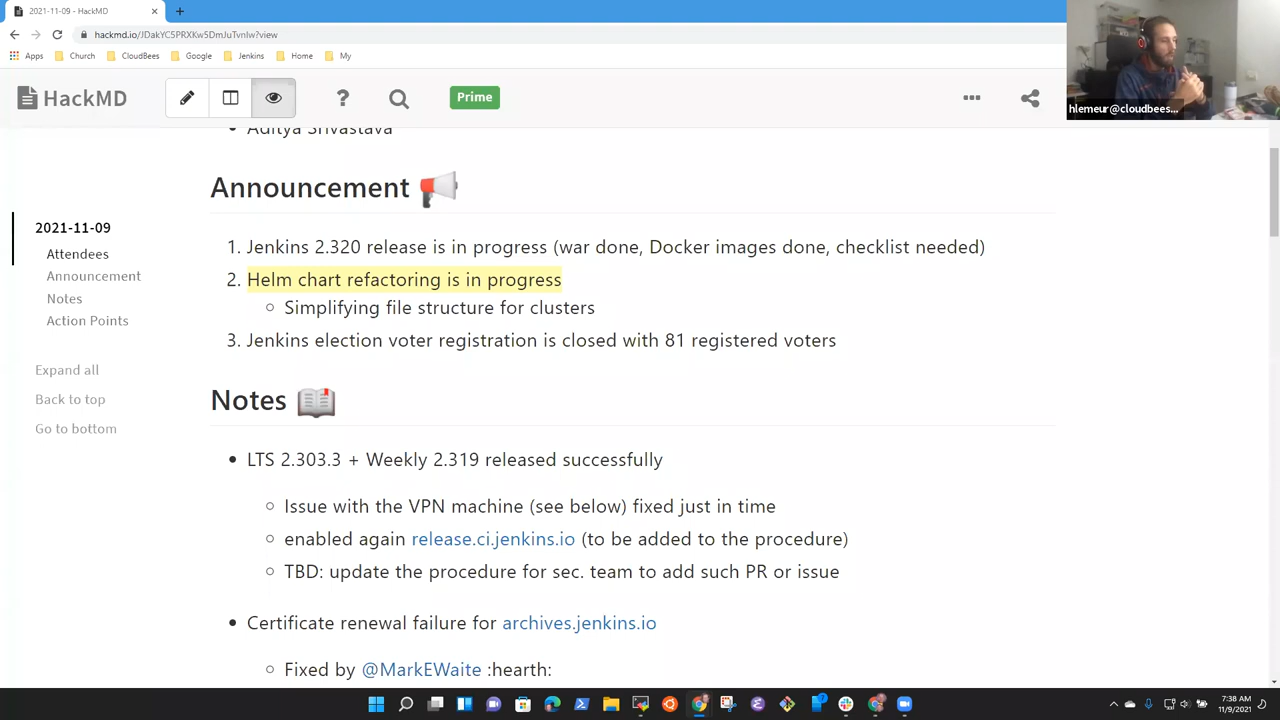 2021-11-09 - HackMD
hackmd.io/JDakYC5PRXKw5DmJuTvnIw?view
Apps
Church
CloudBees
Google
Jenkins
Home
My
HackMD
Prime
hlemeur@cloudbees...
Aditya Srivastava
Announcement
1. Jenkins 2.320 release is in progress (war done, Docker images done, checklist needed)
2. Helm chart refactoring is in progress
Simplifying file structure for clusters
3. Jenkins election voter registration is closed with 81 registered voters
2021-11-09
Attendees
Announcement
Notes
Action Points
Expand all
Back to top
Go to bottom
Notes
LTS 2.303.3 + Weekly 2.319 released successfully
Issue with the VPN machine (see below) fixed just in time
enabled again release.ci.jenkins.io (to be added to the procedure)
TBD: update the procedure for sec. team to add such PR or issue
Certificate renewal failure for archives.jenkins.io
Fixed by @MarkEWaite :hearth:
7:38 AM
11/9/2021